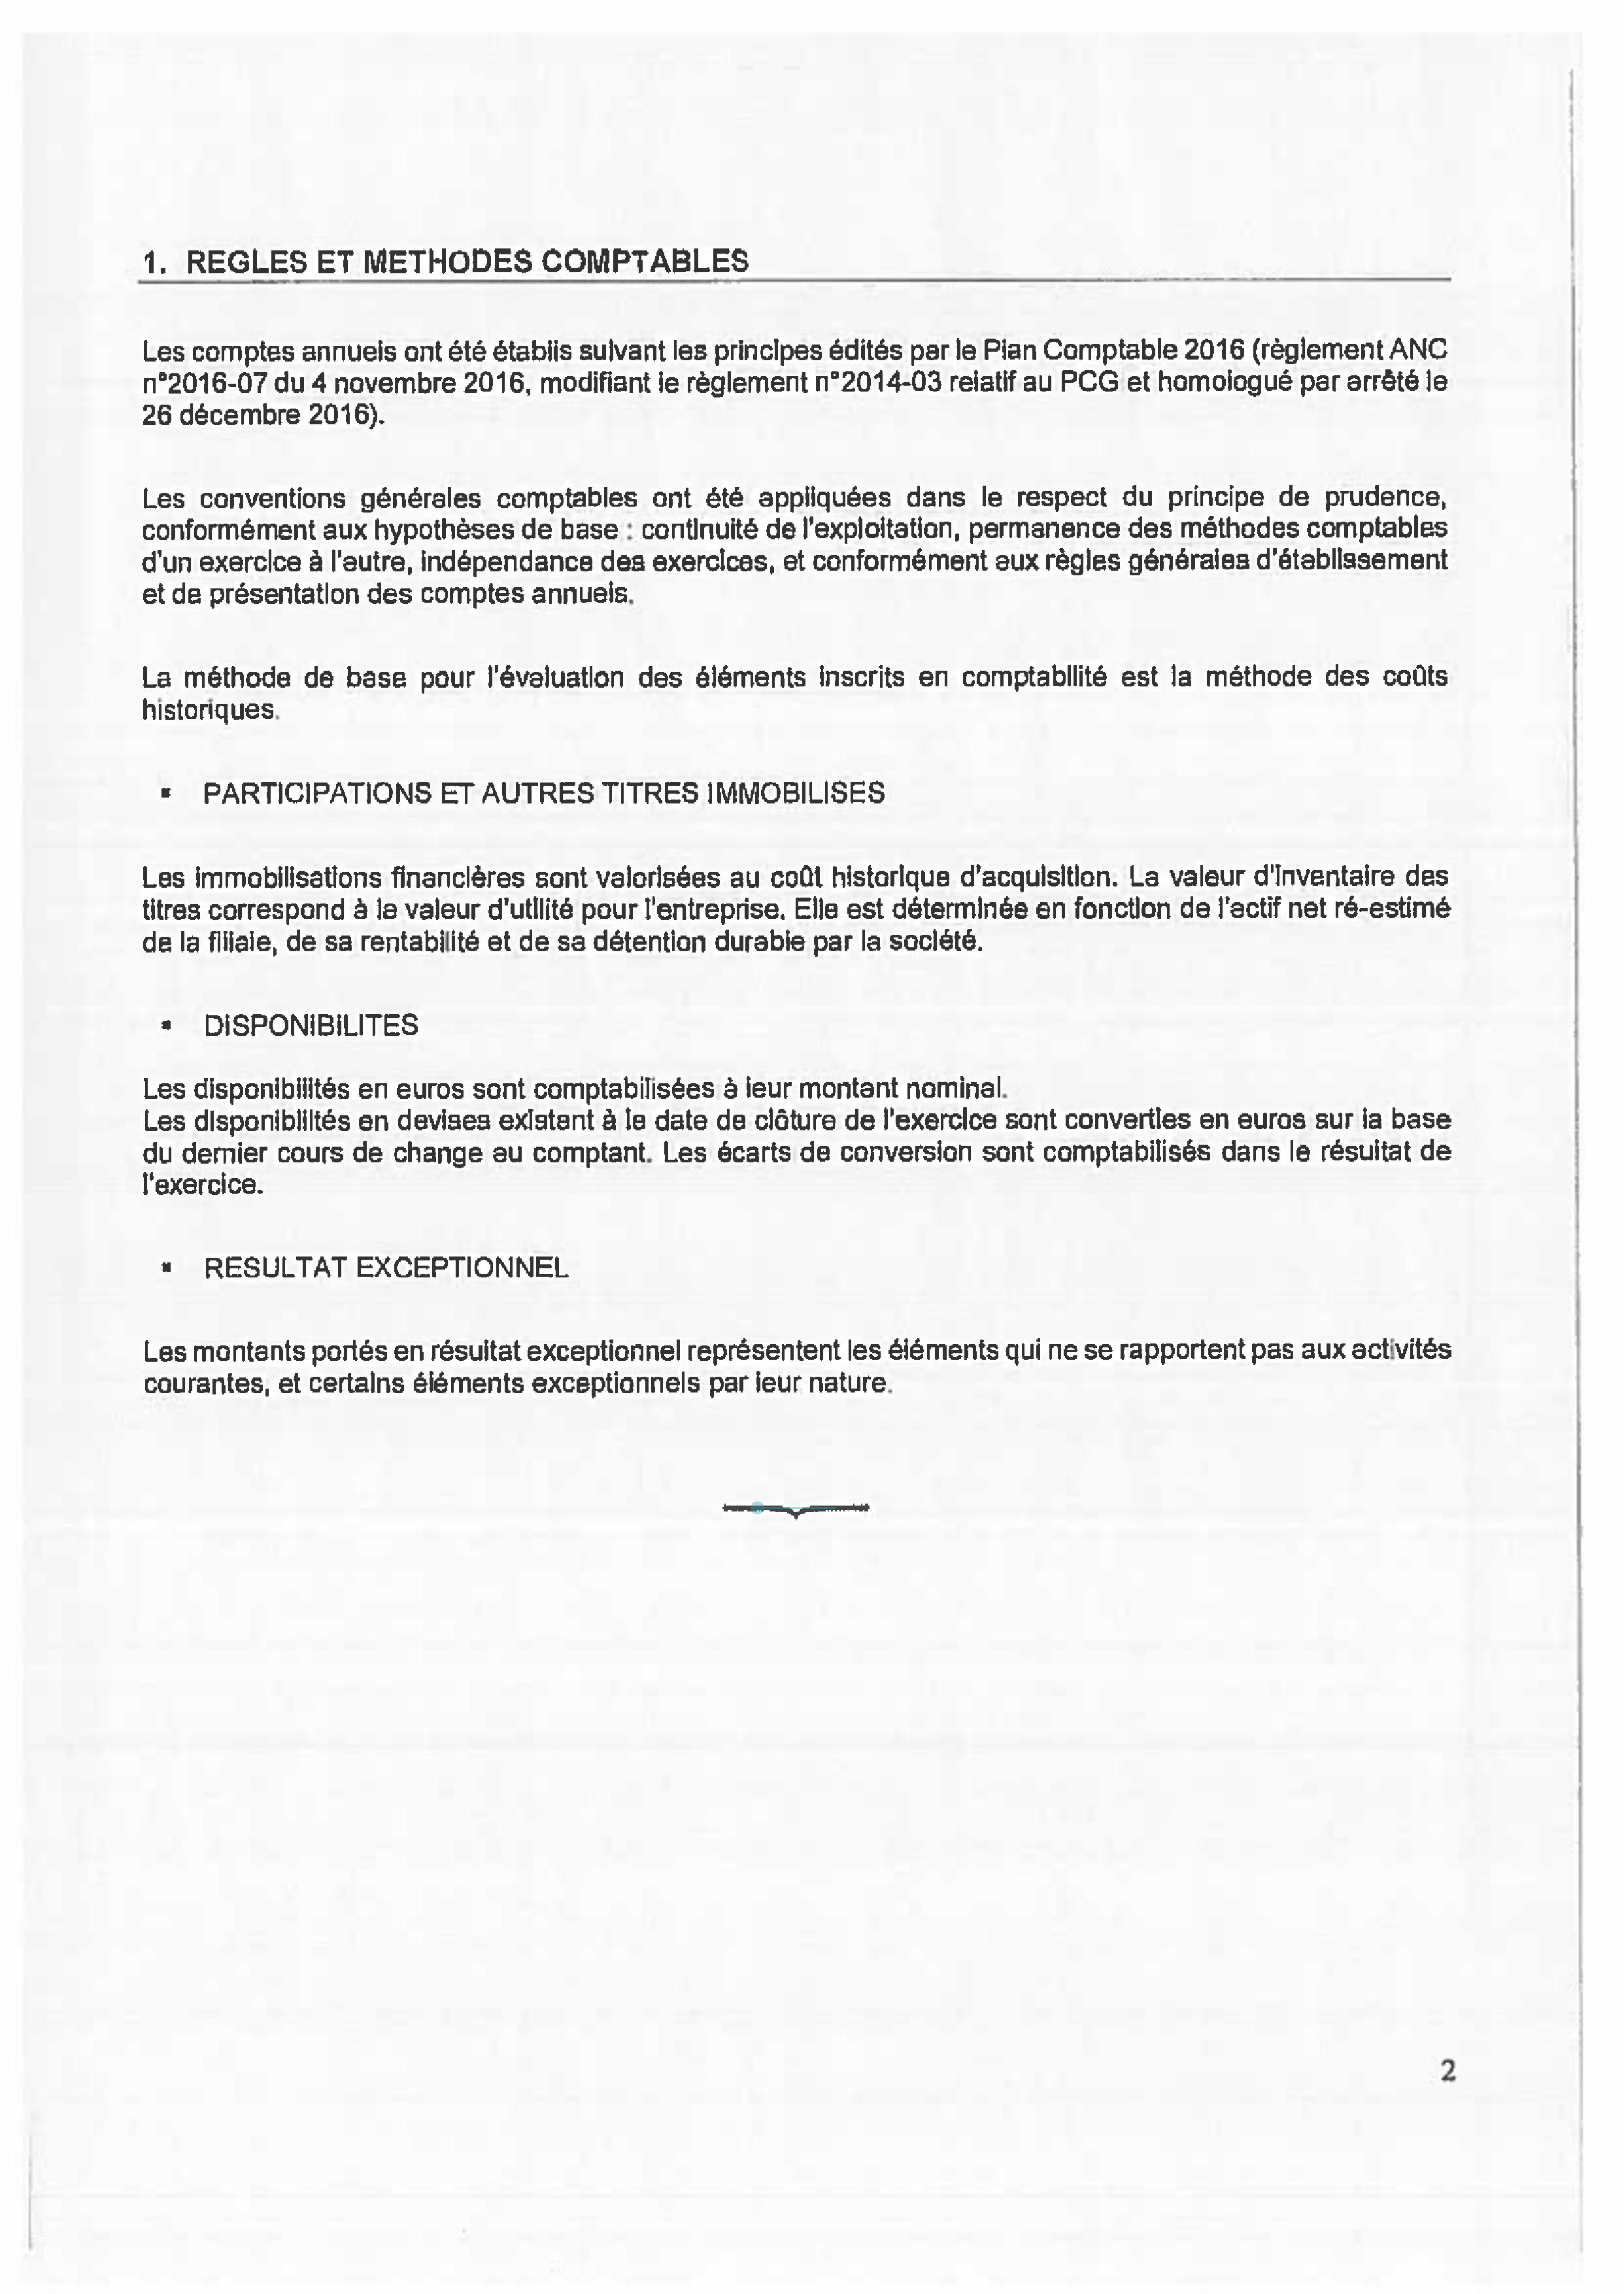 1. REGLES ET METHODES COMPTABLES
Les comptes annuels ont été établis suivant les principes édités par le Plan Comptable 2016 (règlement ANC
n°2016-07 du 4 novembre 2016, modifiant le règlement n°2014-03 relatif au PCG et homologué par arrêté le
26 décembre 2016).
Les conventions générales comptables ont été appliquées dans le respect du principe de prudence,
conformément aux hypothèses de base : continuité de l'exploitation, permanence des méthodes comptables
d'un exercice à l'autre, indépendance des exercices, et conformément aux règles générales d'établissement
et de présentation des comptes annuels.
La méthode de base pour l'évaluation des éléments inscrits en comptabilité est la méthode des coûts
historiques.
▪ PARTICIPATIONS ET AUTRES TITRES IMMOBILISES
Les immobilisations financières sont valorisées au coût historique d'acquisition. La valeur d'inventaire des
titres correspond à la valeur d'utilité pour l'entreprise. Elle est déterminée en fonction de l'actif net ré-estimé
de la filiale, de sa rentabilité et de sa détention durable par la société.
▪ DISPONIBILITES
Les disponibilités en euros sont comptabilisées à leur montant nominal.
Les disponibilités en devises existant à la date de clôture de l'exercice sont converties en euros sur la base
du dernier cours de change au comptant. Les écarts de conversion sont comptabilisés dans le résultat de
l'exercice.
▪ RESULTAT EXCEPTIONNEL
Les montants portés en résultat exceptionnel représentent les éléments qui ne se rapportent pas aux activités
courantes, et certains éléments exceptionnels par leur nature.
2